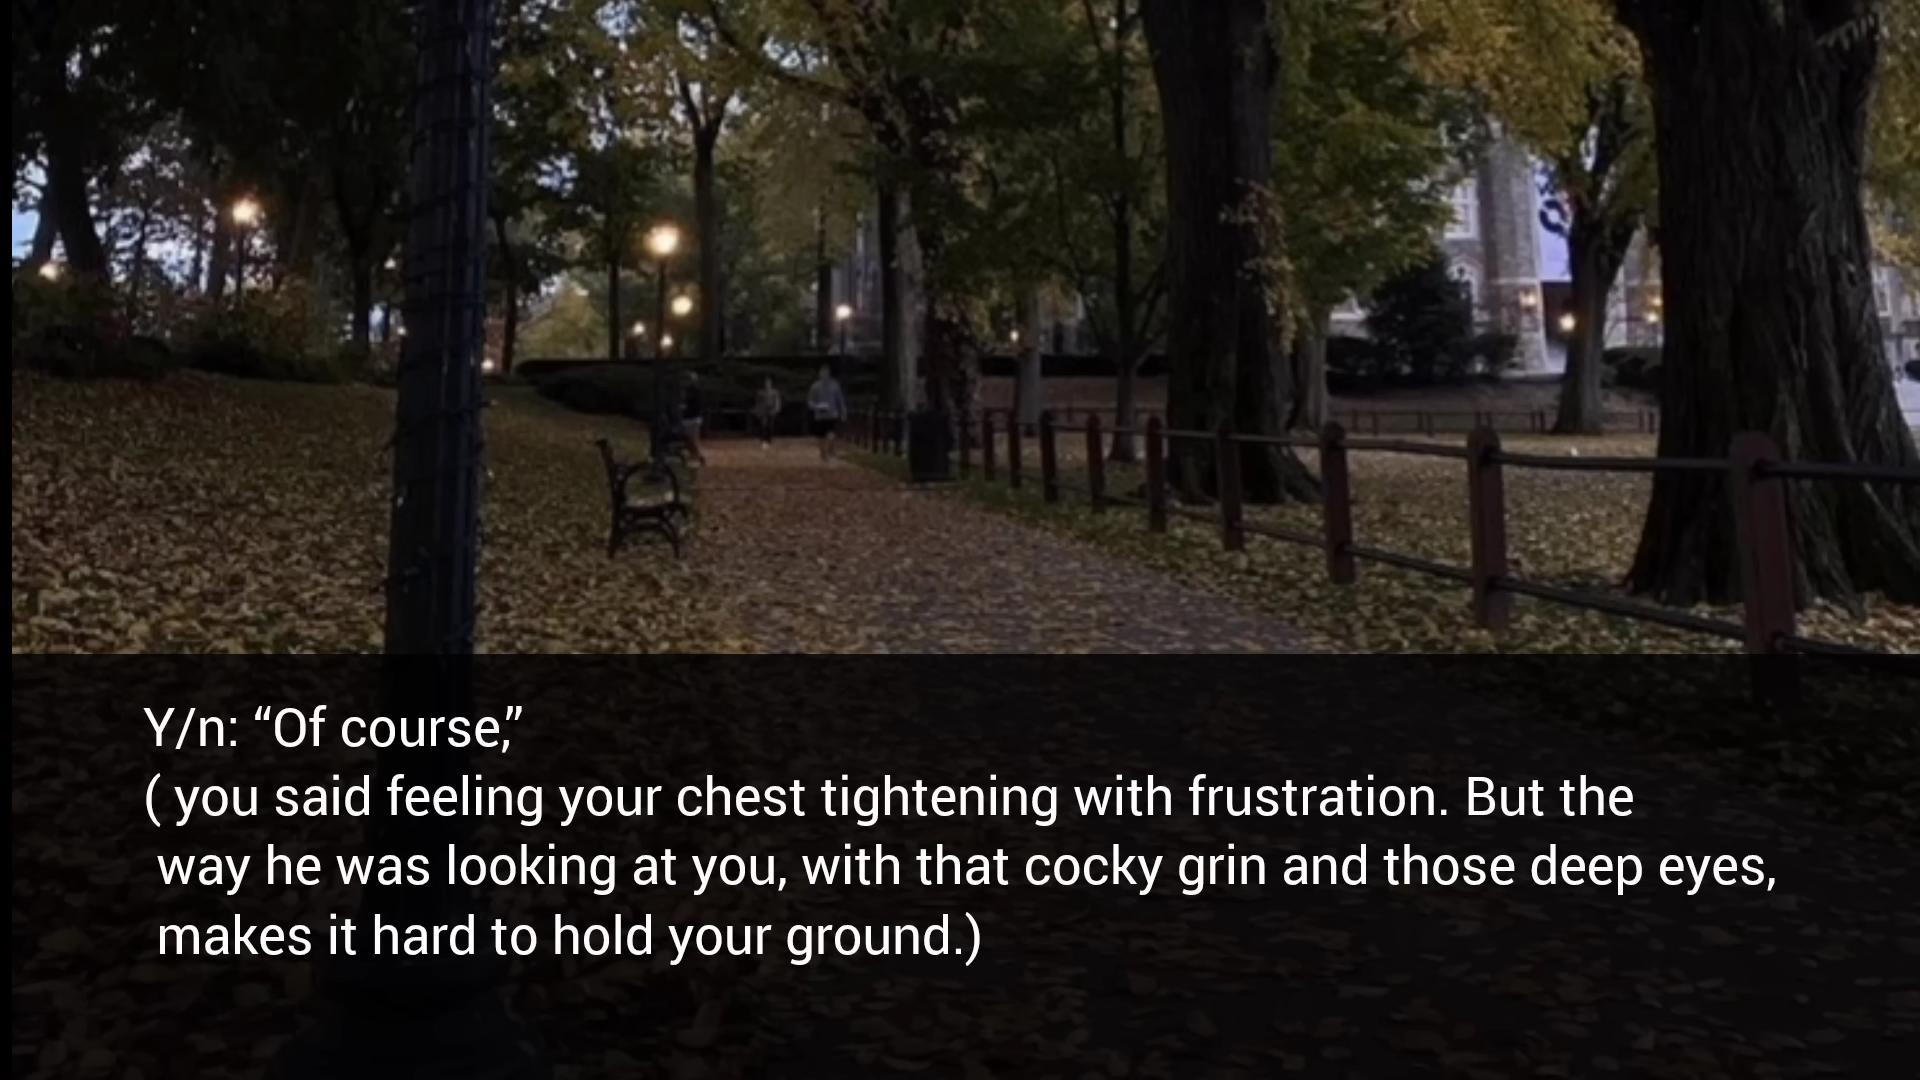 Y/n: “Of course,”
( you said feeling your chest tightening with frustration. But the
way he was looking at you, with that cocky grin and those deep eyes,
makes it hard to hold your ground.)